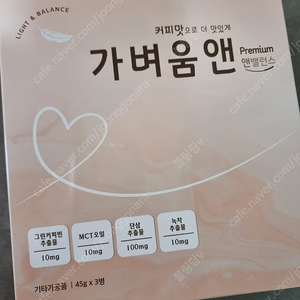 LIGHT & BALANCE
커피맛으로 더 맛있게
가벼움앤
Premium
앤밸런스
그린커피빈
추출물
10mg
MCT오일
10mg
단삼
추출물
100mg
녹차
추출물
10mg
기타가공품 | 45g x 3병